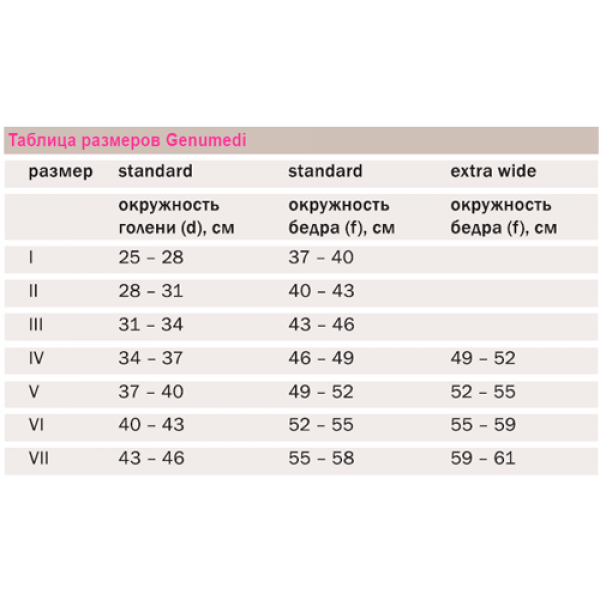 Таблица размеров Genumedi
размер standard standard extra wide
окружность окружность окружность
голени (d), см бедра (f), см бедра (f), см
I 25 – 28 37 – 40
II 28 – 31 40 – 43
III 31 – 34 43 – 46
IV 34 – 37 46 – 49 49 – 52
V 37 – 40 49 – 52 52 – 55
VI 40 – 43 52 – 55 55 – 59
VII 43 – 46 55 – 58 59 – 61